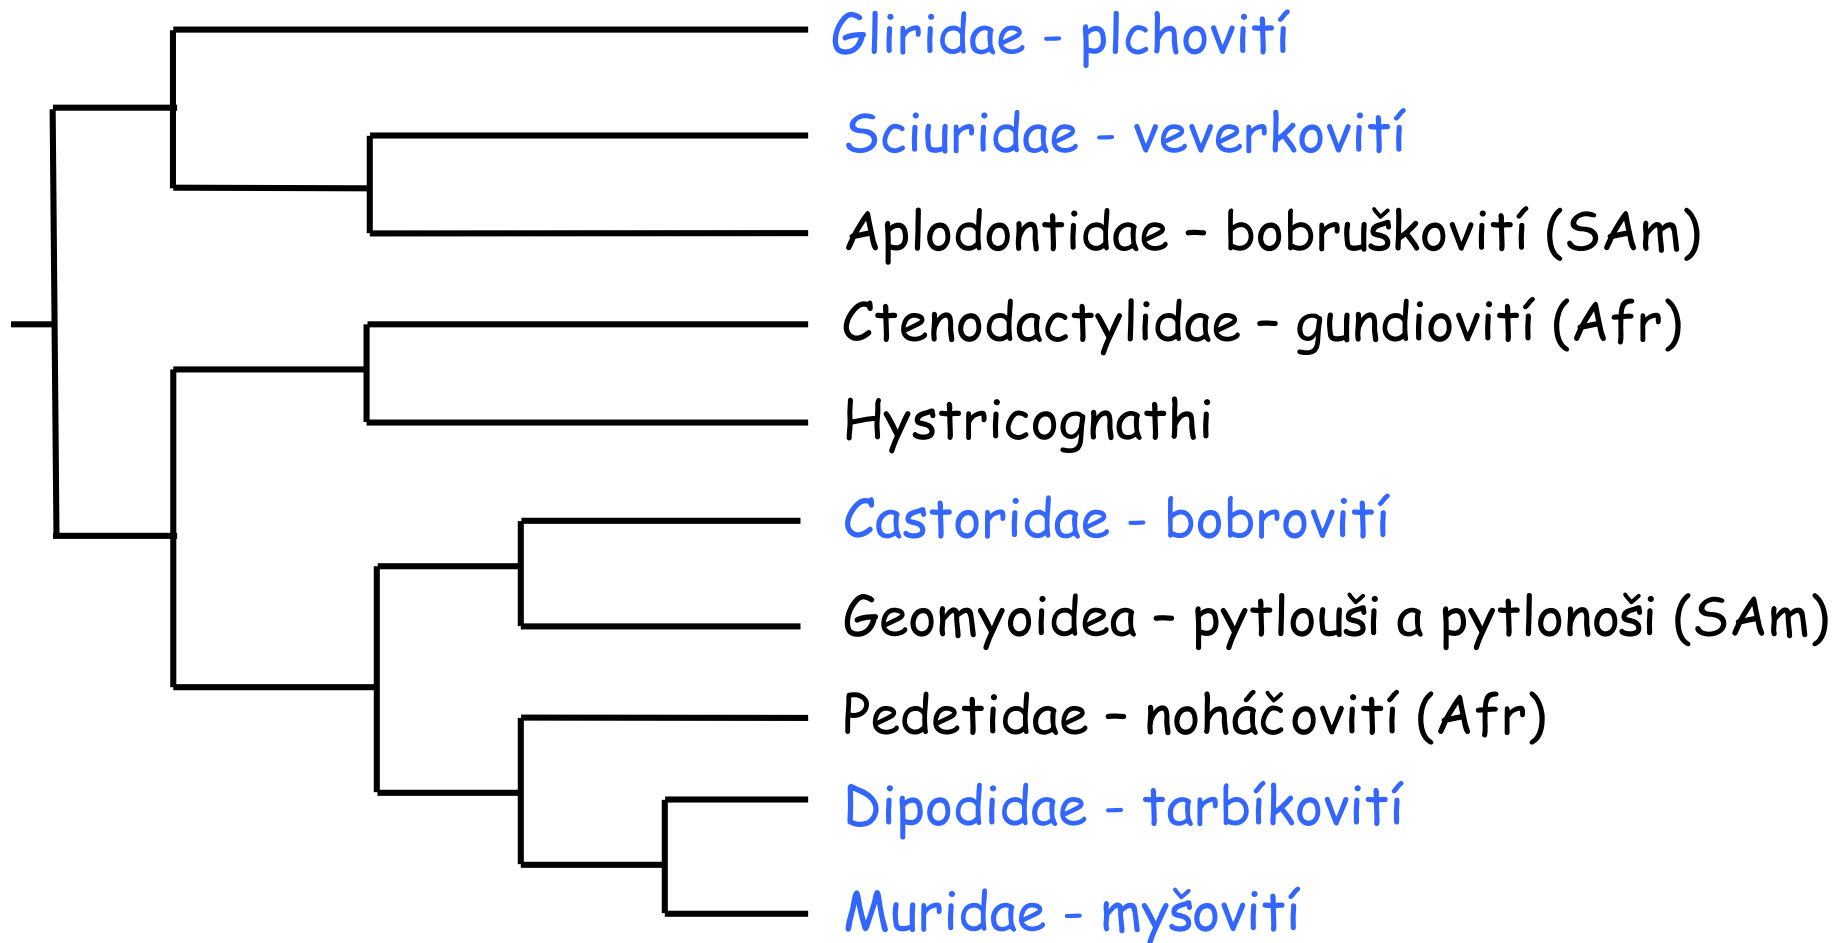 Gliridae - plchovití
Sciuridae - veverkovití
Aplodontidae – bobruškovití (SAm)
Ctenodactylidae – gundiovití (Afr)
Hystricognathi
Castoridae - bobrovití
Geomyoidea – pytlouši a pytlonoši (SAm)
Pedetidae – noháčovití (Afr)
Dipodidae - tarbíkovití
Muridae - myšovití